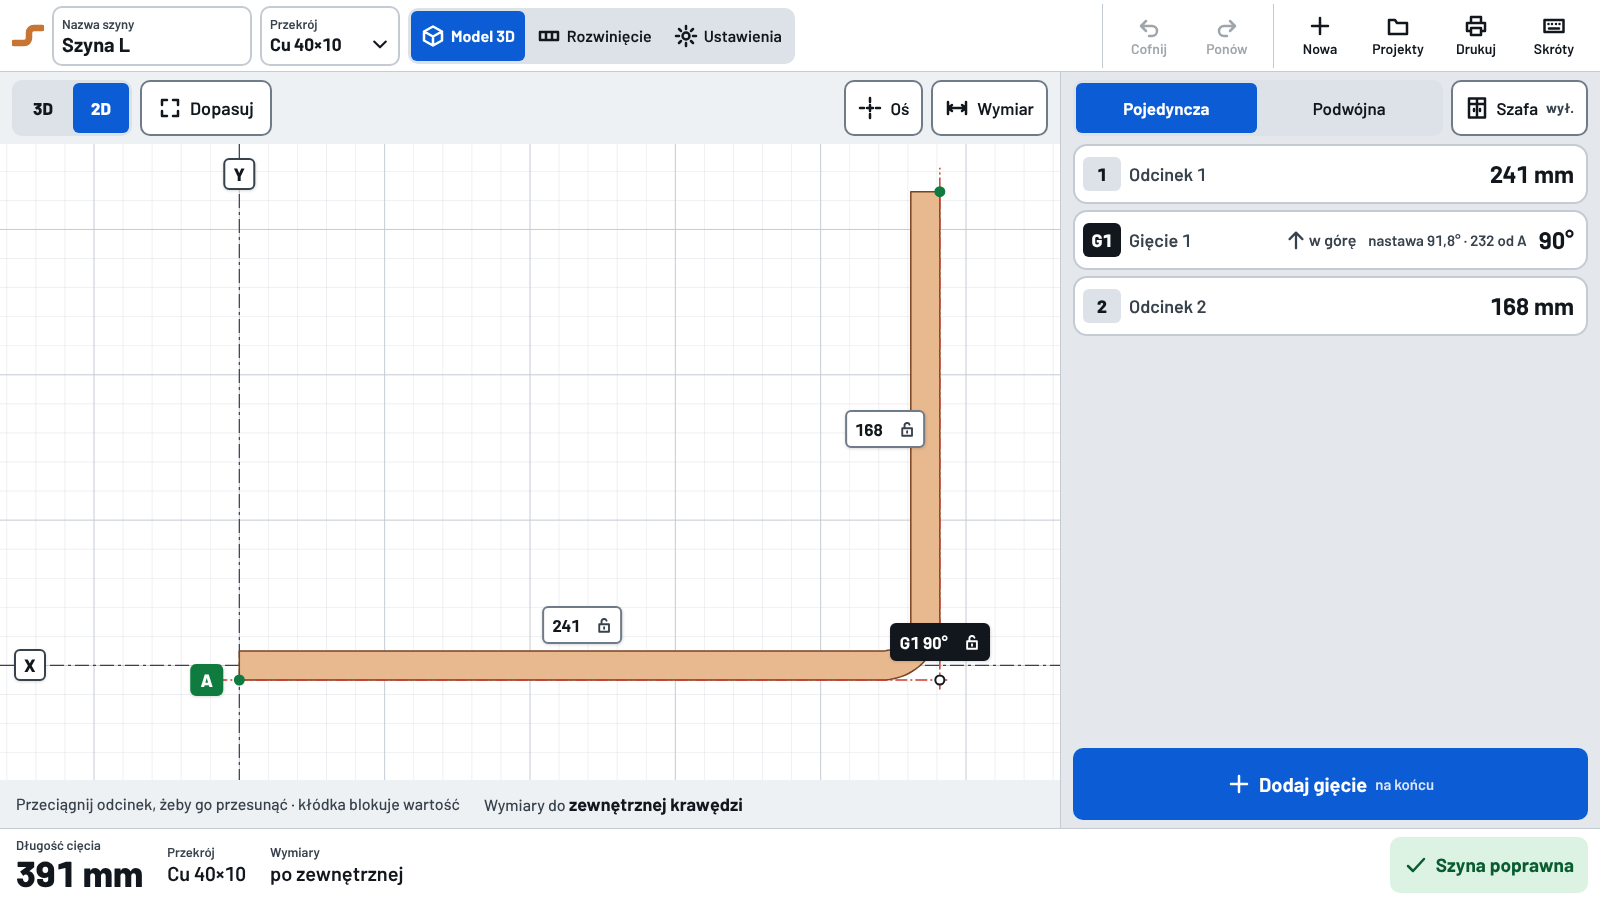 Nazwa szyny
Szyna L
Przekrój
Cu 40×10
Model 3D
Rozwinięcie
Ustawienia
Cofnij
Ponów
Nowa
Projekty
Drukuj
Skróty
3D
2D
Dopasuj
Oś
Wymiar
Pojedyncza
Podwójna
Szafa wył.
1 Odcinek 1 241 mm
G1 Gięcie 1 w górę nastawa 91,8° · 232 od A 90°
2 Odcinek 2 168 mm
Y
168
241
G1 90°
X
A
Dodaj gięcie na końcu
Przeciągnij odcinek, żeby go przesunąć · kłódka blokuje wartość
Wymiary do zewnętrznej krawędzi
Długość cięcia
391 mm
Przekrój
Cu 40×10
Wymiary
po zewnętrznej
Szyna poprawna